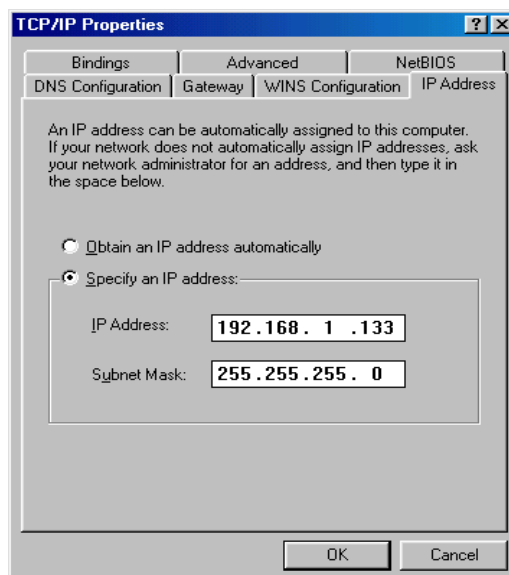 TCP/IP Properties
? X
Bindings Advanced NetBIOS
DNS Configuration Gateway WINS Configuration IP Address
An IP address can be automatically assigned to this computer.
If your network does not automatically assign IP addresses, ask
your network administrator for an address, and then type it in
the space below.
Obtain an IP address automatically
Specify an IP address:
IP Address: 192.168. 1 .133
Subnet Mask: 255.255.255. 0
OK Cancel